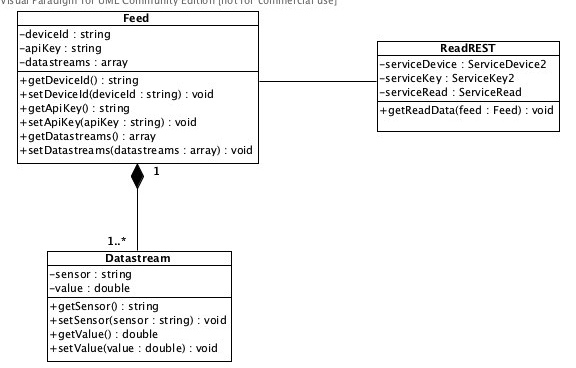 Visual Paradigm for UML Community Edition [not for commercial use]
Feed
-deviceId : string
-apiKey : string
-datastreams : array
+getDeviceId() : string
+setDeviceId(deviceId : string) : void
+getApiKey() : string
+setApiKey(apiKey : string) : void
+getDatastreams() : array
+setDatastreams(datastreams : array) : void
ReadREST
-serviceDevice : ServiceDevice2
-serviceKey : ServiceKey2
-serviceRead : ServiceRead
+getReadData(feed : Feed) : void
1
1..*
Datastream
-sensor : string
-value : double
+getSensor() : string
+setSensor(sensor : string) : void
+getValue() : double
+setValue(value : double) : void